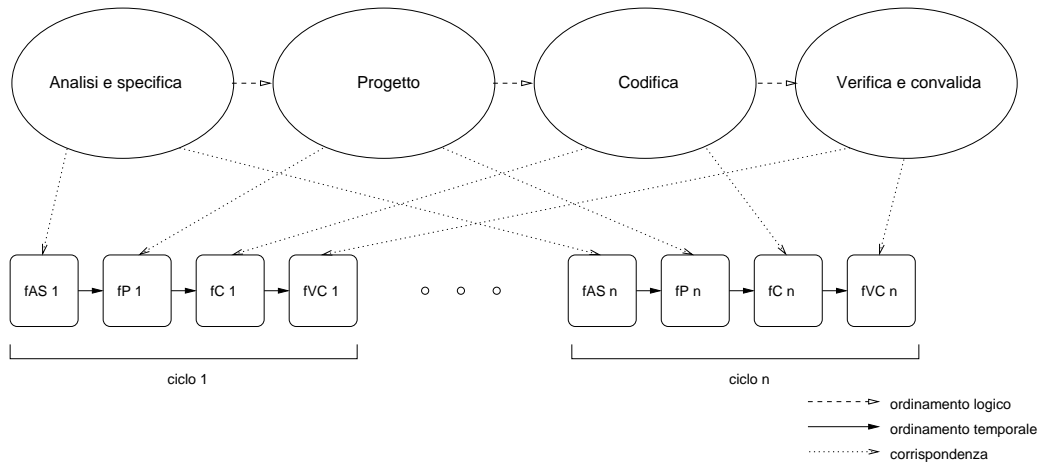 Analisi e specifica
Progetto
Codifica
Verifica e convalida
fAS 1
fP 1
fC 1
fVC 1
fAS n
fP n
fC n
fVC n
ciclo 1
ciclo n
ordinamento logico
ordinamento temporale
corrispondenza